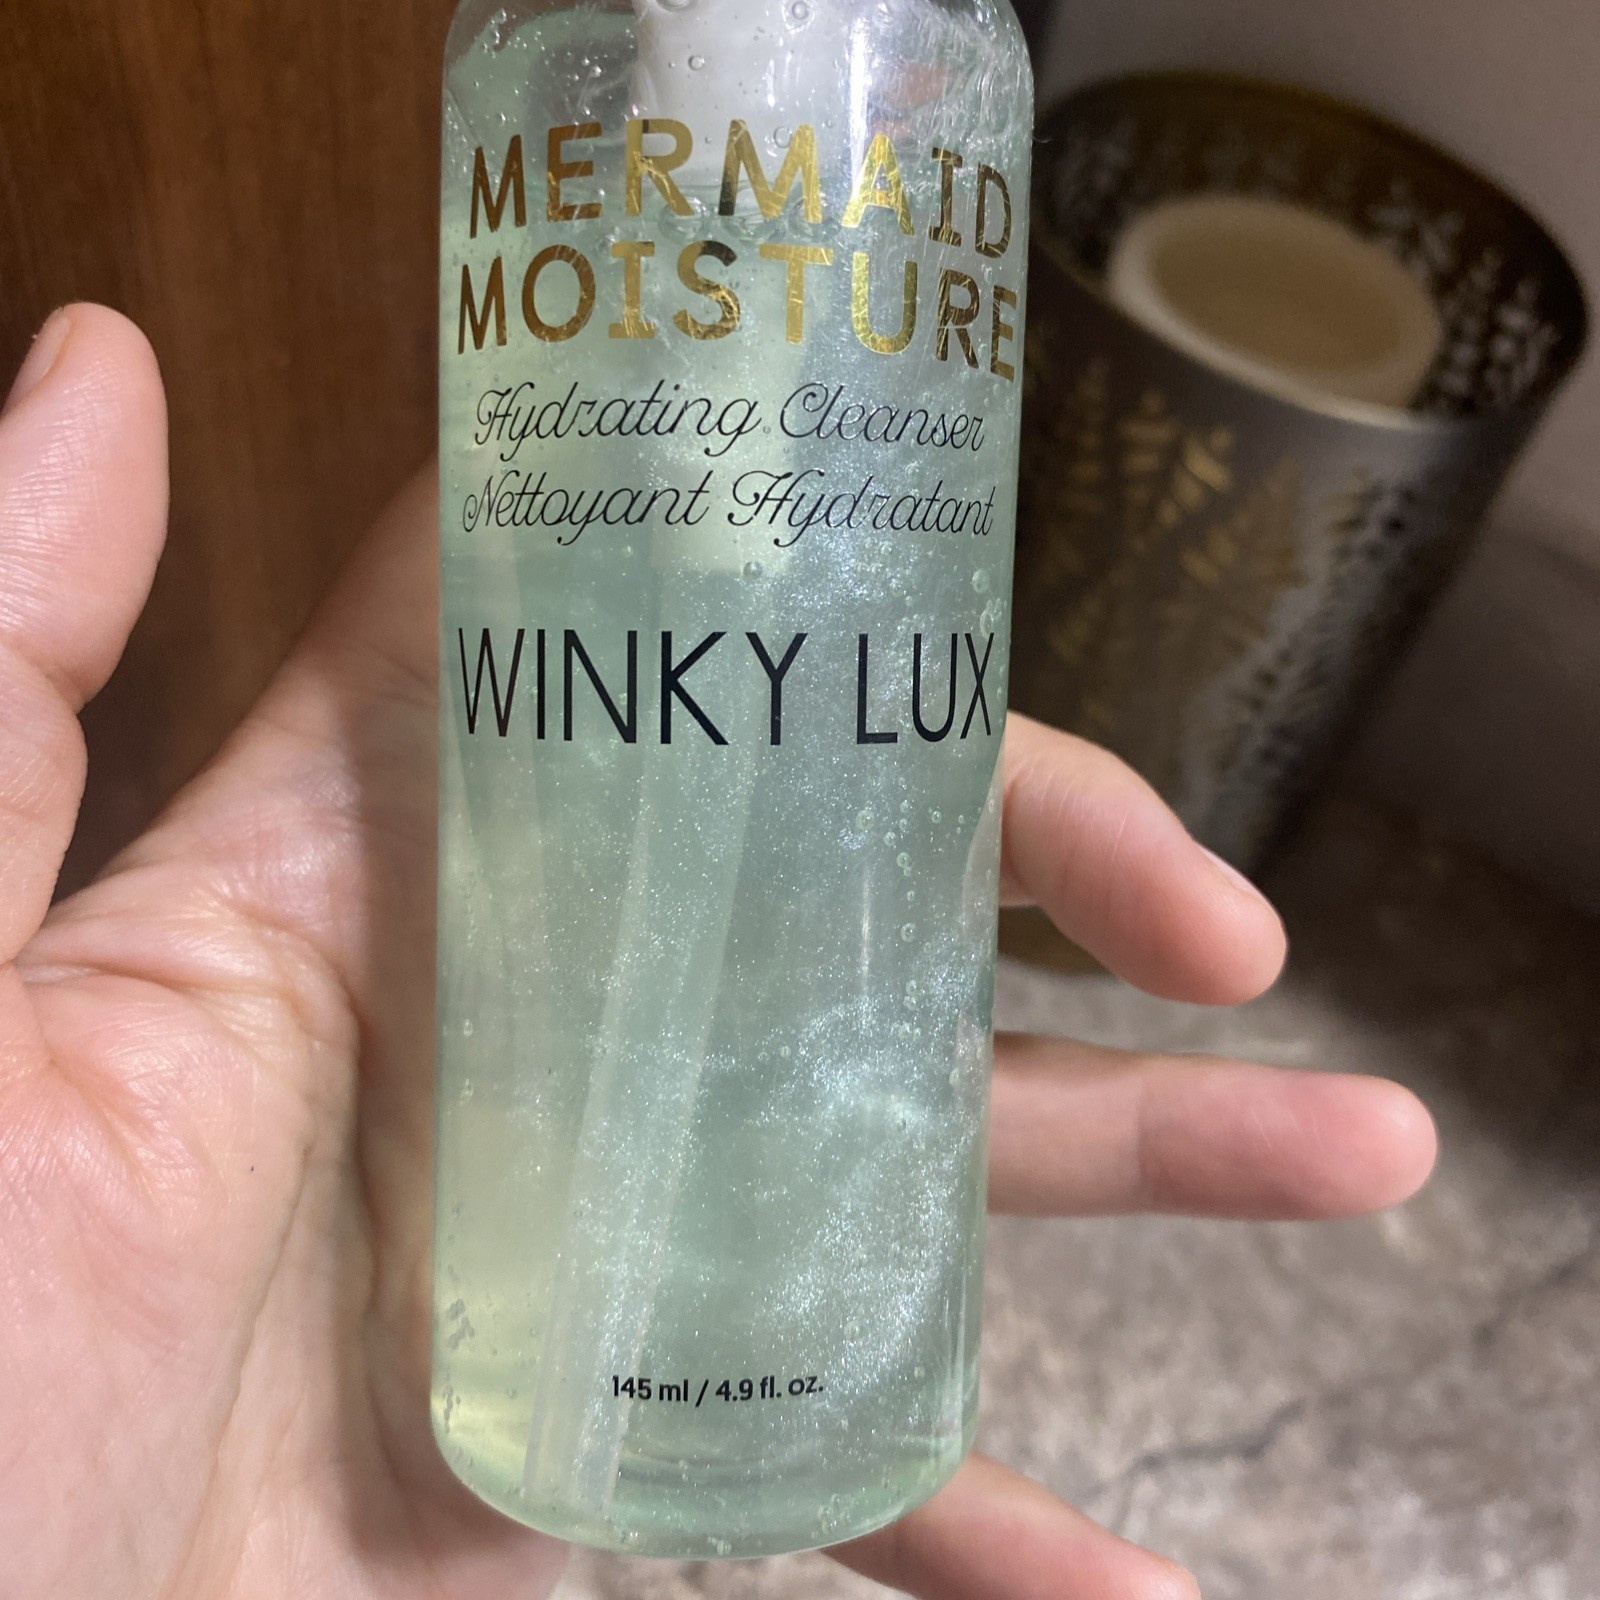 MERMAID
MOISTURE
Hydrating Cleanser
Nettoyant Hydratant
WINKY LUX
145 ml / 4.9 fl. oz.